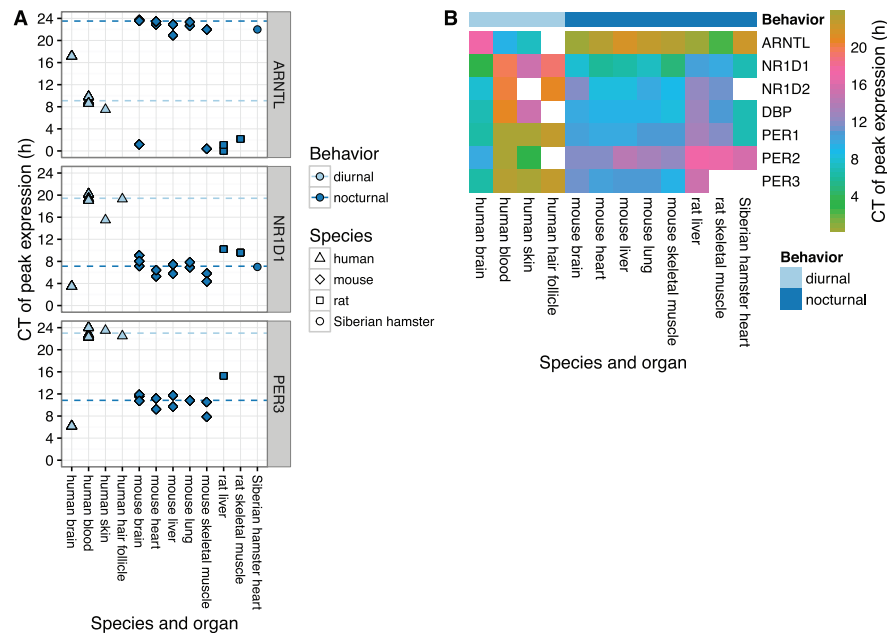 A
CT of peak expression (h)
24
20
16
12
8
4
0
ARNTL
24
20
16
12
8
4
0
NR1D1
24
20
16
12
8
4
0
PER3
human brain
human blood
human skin
human hair follicle
mouse brain
mouse heart
mouse liver
mouse lung
mouse skeletal muscle
rat liver
rat skeletal muscle
Siberian hamster heart
Species and organ
Behavior
diurnal
nocturnal
Species
human
mouse
rat
Siberian hamster
B
Behavior
ARNTL
NR1D1
NR1D2
DBP
PER1
PER2
PER3
human brain
human blood
human skin
human hair follicle
mouse brain
mouse heart
mouse liver
mouse lung
mouse skeletal muscle
rat liver
rat skeletal muscle
Siberian hamster heart
Species and organ
20
16
12
8
4
CT of peak expression (h)
Behavior
diurnal
nocturnal